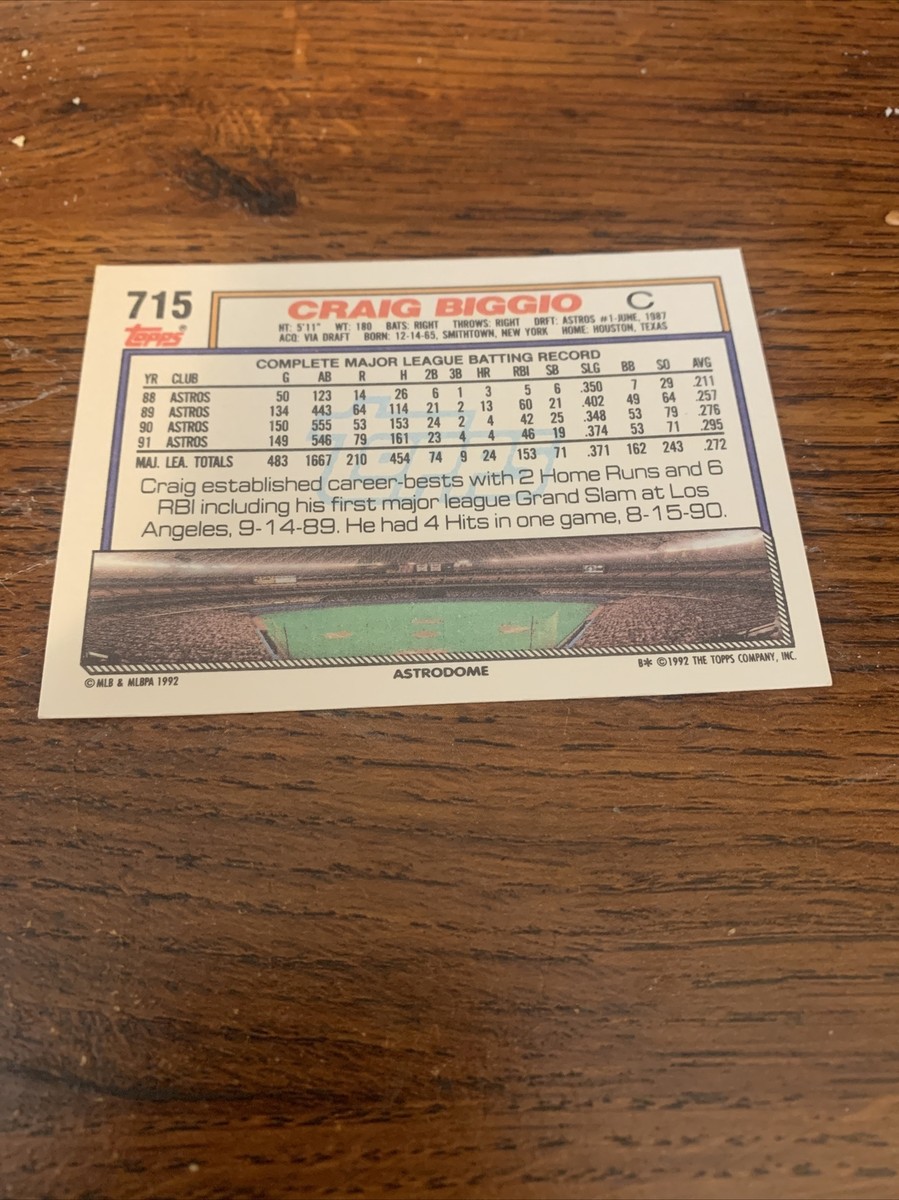 715
CRAIG BIGGIO C
Topps®
HT: 5'11" WT: 180 BATS: RIGHT THROWS: RIGHT DRFT: ASTROS #1-JUNE, 1987
ACQ: VIA DRAFT BORN: 12-14-65, SMITHTOWN, NEW YORK HOME: HOUSTON, TEXAS
COMPLETE MAJOR LEAGUE BATTING RECORD
YR CLUB G AB R H 2B 3B HR RBI SB SLG BB SO AVG
88 ASTROS 50 123 14 26 6 1 3 5 6 .350 7 29 .211
89 ASTROS 134 443 64 114 21 2 13 60 21 .402 49 64 .257
90 ASTROS 150 555 53 153 24 2 4 42 25 .348 53 79 .276
91 ASTROS 149 546 79 161 23 4 4 46 19 .374 53 71 .295
MAJ. LEA. TOTALS 483 1667 210 454 74 9 24 153 71 .371 162 243 .272
Topps
Craig established career-bests with 2 Home Runs and 6
RBI including his first major league Grand Slam at Los
Angeles, 9-14-89. He had 4 Hits in one game, 8-15-90.
© MLB & MLBPA 1992
ASTRODOME
B* © 1992 THE TOPPS COMPANY, INC.